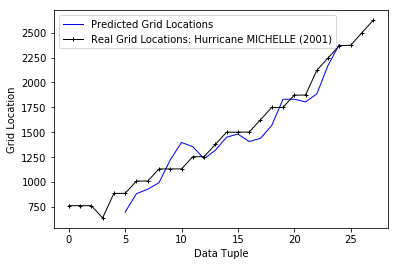 Predicted Grid Locations
Real Grid Locations: Hurricane MICHELLE (2001)
2500
2250
2000
1750
1500
1250
1000
750
Grid Location
0 5 10 15 20 25
Data Tuple